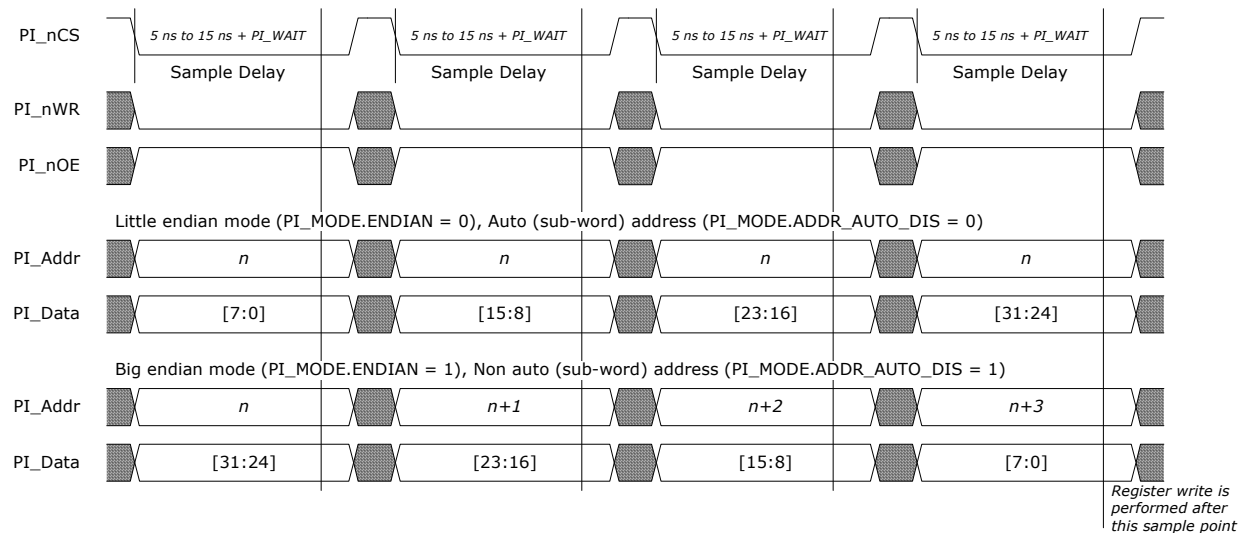 PI_nCS 5 ns to 15 ns + PI_WAIT 5 ns to 15 ns + PI_WAIT 5 ns to 15 ns + PI_WAIT 5 ns to 15 ns + PI_WAIT
Sample Delay Sample Delay Sample Delay Sample Delay
PI_nWR
PI_nOE
Little endian mode (PI_MODE.ENDIAN = 0), Auto (sub-word) address (PI_MODE.ADDR_AUTO_DIS = 0)
PI_Addr n n n n
PI_Data [7:0] [15:8] [23:16] [31:24]
Big endian mode (PI_MODE.ENDIAN = 1), Non auto (sub-word) address (PI_MODE.ADDR_AUTO_DIS = 1)
PI_Addr n n+1 n+2 n+3
PI_Data [31:24] [23:16] [15:8] [7:0]
Register write is
performed after
this sample point